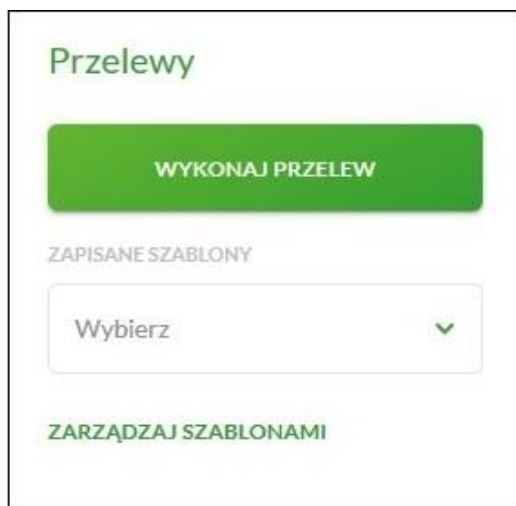 Przelewy
WYKONAJ PRZELEW
ZAPISANE SZABLONY
Wybierz
ZARZĄDZAJ SZABLONAMI